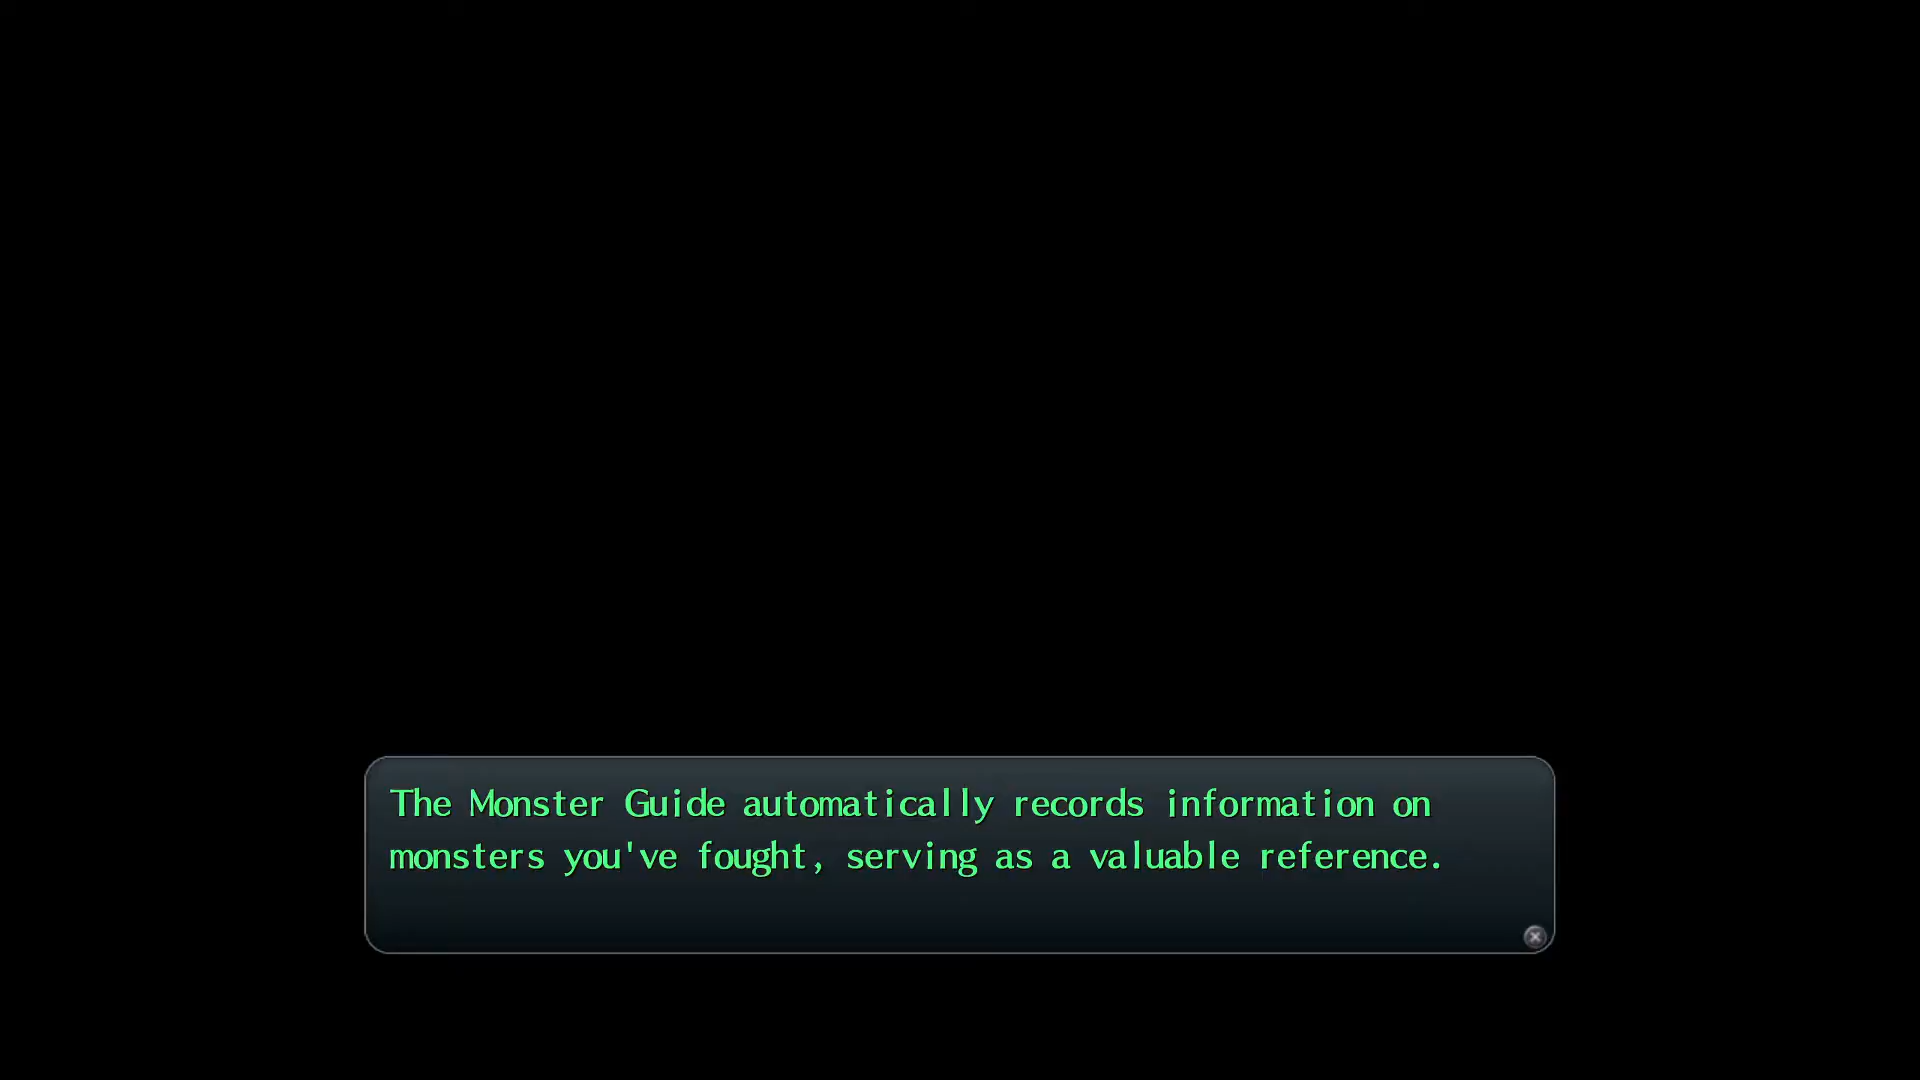 The Monster Guide automatically records information on
monsters you've fought, serving as a valuable reference.